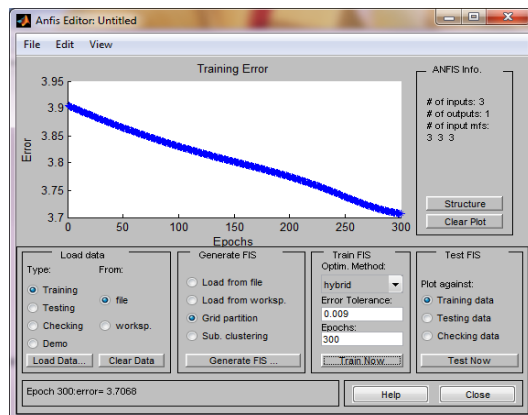 Anfis Editor: Untitled
File Edit View
Training Error
3.95
3.9
3.85
3.8
3.75
3.7
Error
0 50 100 150 200 250 300
Epochs
ANFIS Info.
# of inputs: 3
# of outputs: 1
# of input mfs:
3 3 3
Structure
Clear Plot
Load data
Type: From:
Training
Testing
Checking
Demo
file
worksp.
Load Data... Clear Data
Generate FIS
Load from file
Load from worksp.
Grid partition
Sub. clustering
Generate FIS ...
Train FIS
Optim. Method:
hybrid
Error Tolerance:
0.009
Epochs:
300
Train Now
Test FIS
Plot against:
Training data
Testing data
Checking data
Test Now
Epoch 300:error= 3.7068
Help Close